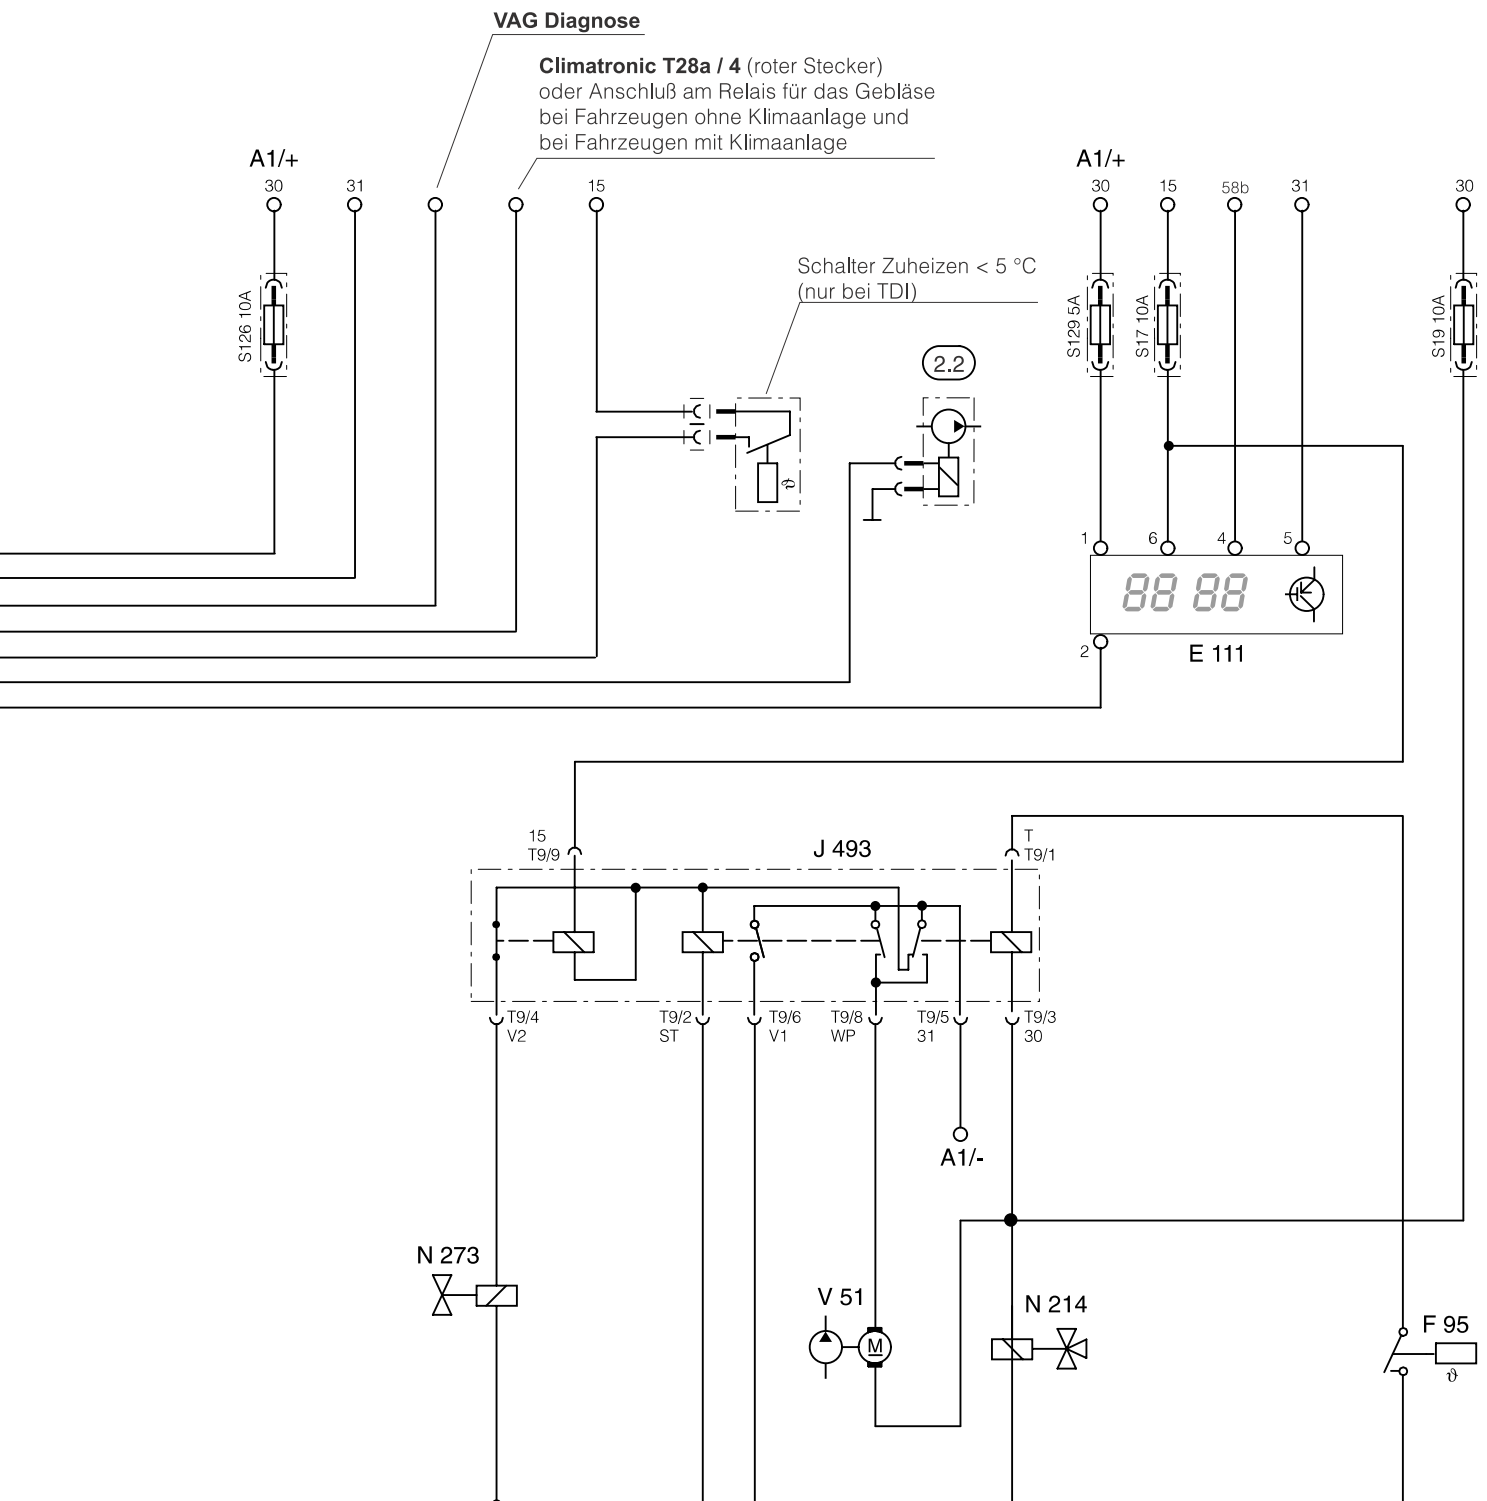 VAG Diagnose
Climatronic T28a / 4 (roter Stecker)
oder Anschluß am Relais für das Gebläse
bei Fahrzeugen ohne Klimaanlage und
bei Fahrzeugen mit Klimaanlage
A1/+
30
31
15
A1/+
30
15
58b
31
30
S126 10A
Schalter Zuheizen < 5 °C
(nur bei TDI)
S129 5A
S17 10A
S19 10A
2.2
ϑ
1
6
4
5
88 88
2
E 111
15
T9/9
J 493
T
T9/1
T9/4
V2
T9/2
ST
T9/6
V1
T9/8
WP
T9/5
31
T9/3
30
A1/-
N 273
V 51
M
N 214
F 95
ϑ